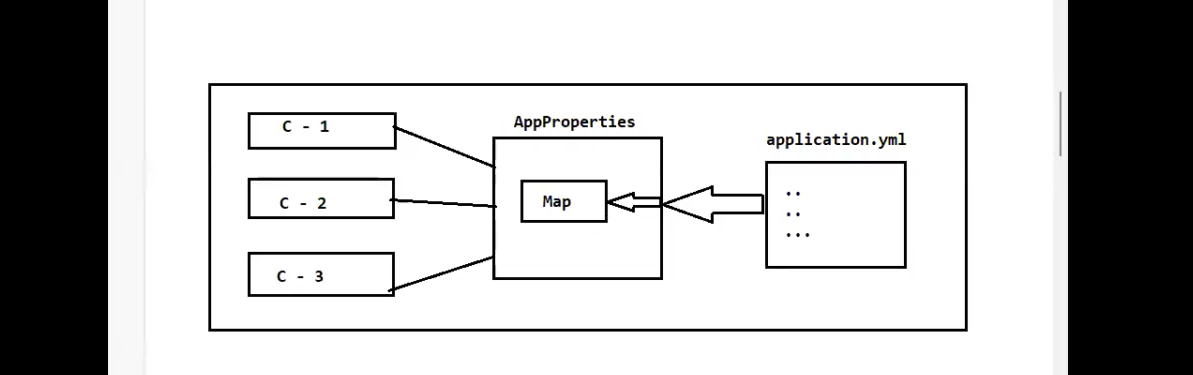 C - 1
C - 2
C - 3
AppProperties
Map
application.yml
..
..
...